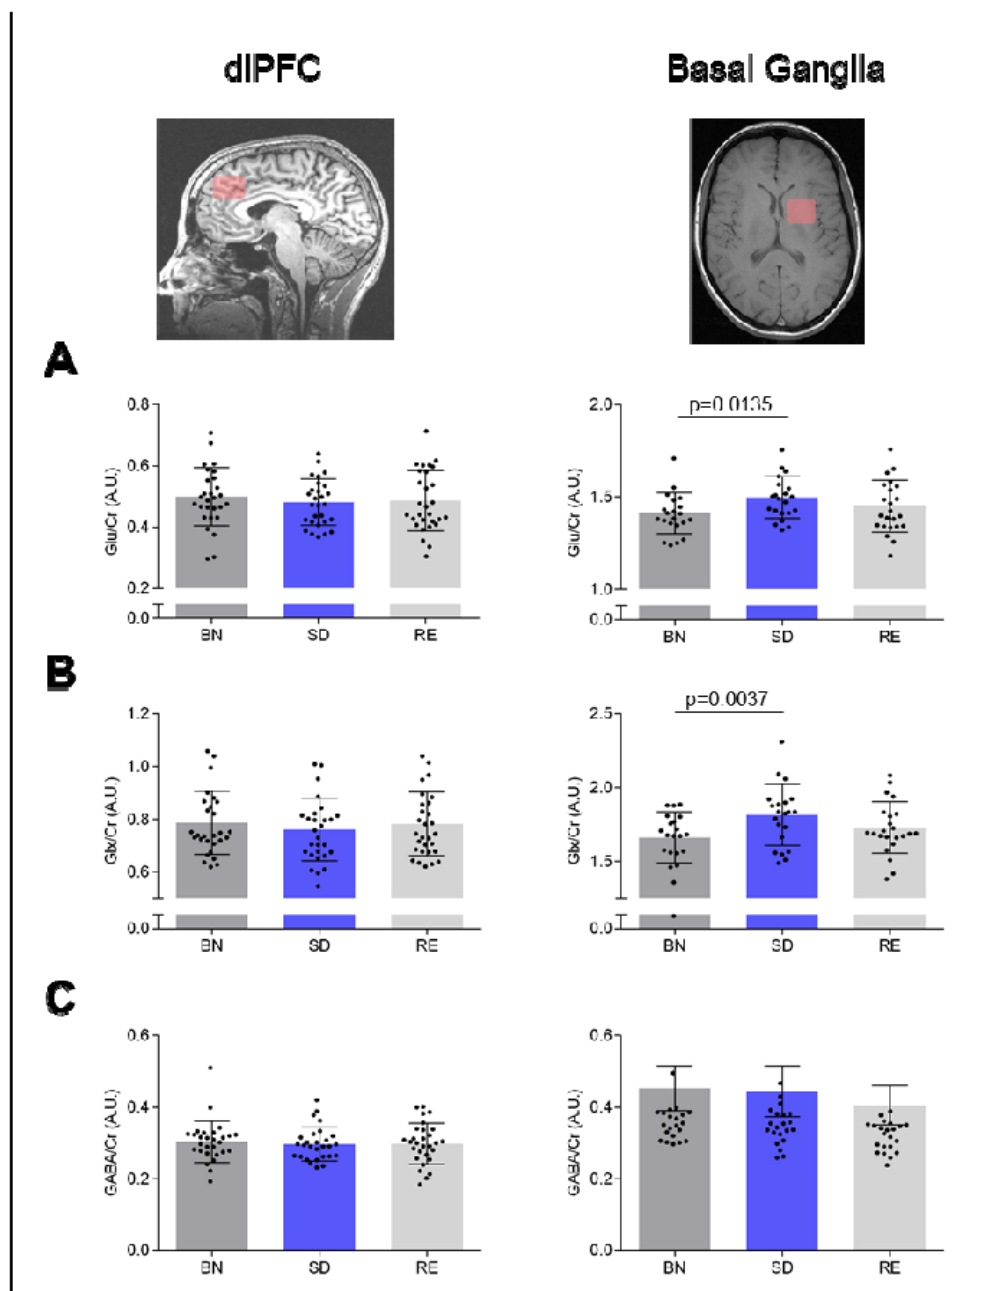 dlPFC Basal Ganglia
A
0.8 0.6 0.4 0.2 0.0
Glu/Cr (A.U.)
BN SD RE
p=0.0135
2.0 1.5 1.0 0.0
Glu/Cr (A.U.)
BN SD RE
B
1.2 1.0 0.8 0.6 0.0
Glx/Cr (A.U.)
BN SD RE
p=0.0037
2.5 2.0 1.5 0.0
Glx/Cr (A.U.)
BN SD RE
C
0.6 0.4 0.2 0.0
GABA/Cr (A.U.)
BN SD RE
0.6 0.4 0.2 0.0
GABA/Cr (A.U.)
BN SD RE